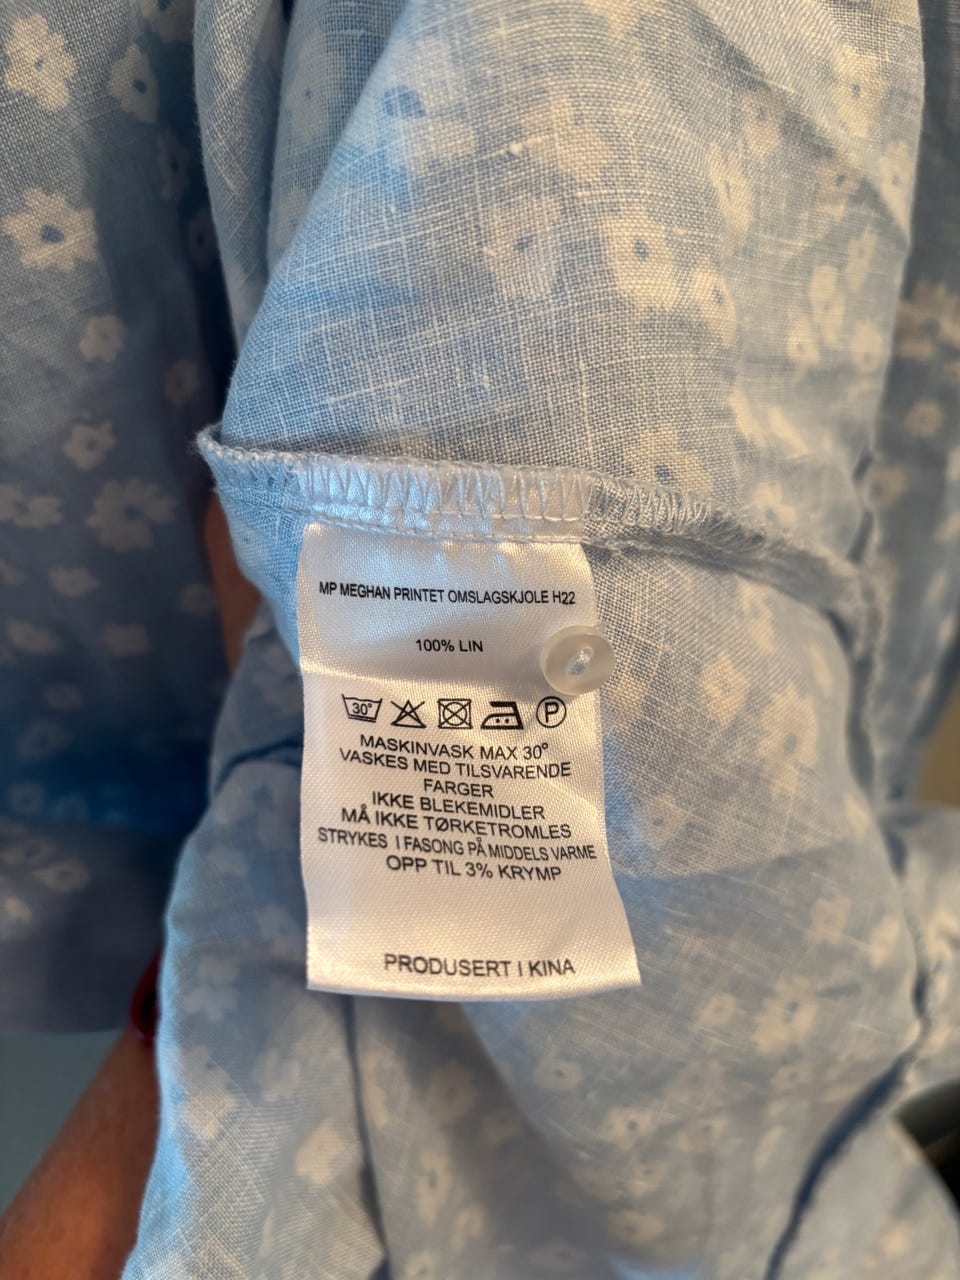 MP MEGHAN PRINTET OMSLAGSKJOLE H22
100% LIN
30° P
MASKINVASK MAX 30°
VASKES MED TILSVARENDE
FARGER
IKKE BLEKEMIDLER
MÅ IKKE TØRKETROMLES
STRYKES I FASONG PÅ MIDDELS VARME
OPP TIL 3% KRYMP
PRODUSERT I KINA